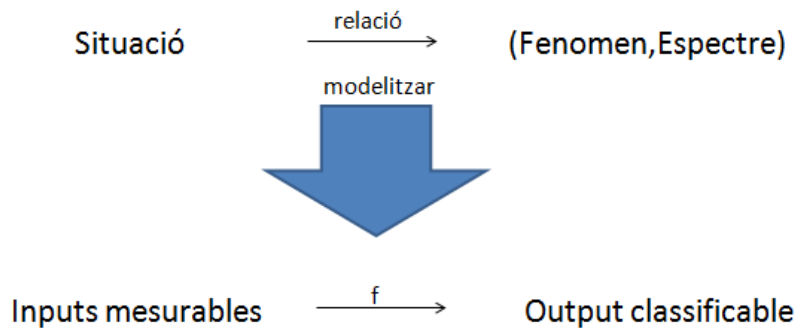 relació
Situació (Fenomen,Espectre)
modelitzar
f
Inputs mesurables Output classificable